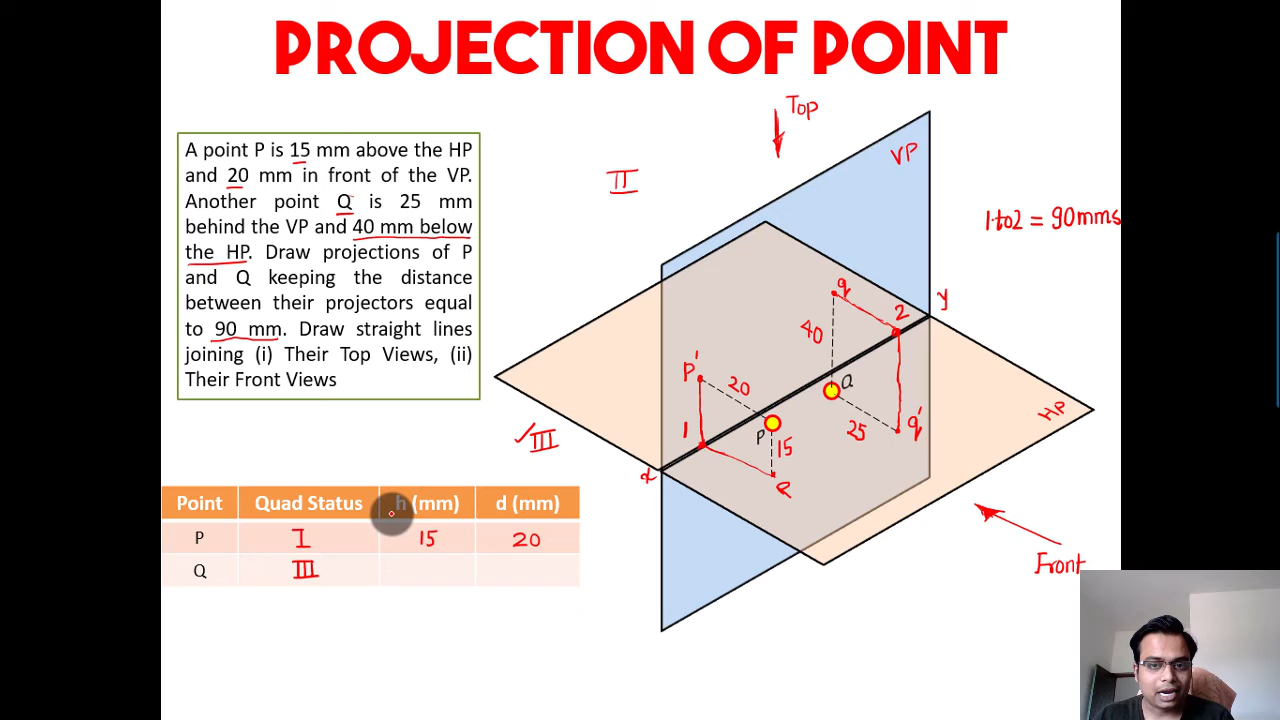 PROJECTION OF POINT
A point P is 15 mm above the HP
and 20 mm in front of the VP.
Another point Q is 25 mm
behind the VP and 40 mm below
the HP. Draw projections of P
and Q keeping the distance
between their projectors equal
to 90 mm. Draw straight lines
joining (i) Their Top Views, (ii)
Their Front Views
Top
VP
II
1 to 2 = 90mms
q
2
y
40
P'
20
Q
1
P
15
25
q'
HP
III
x
P
Front
Point Quad Status h (mm) d (mm)
P I 15 20
Q III